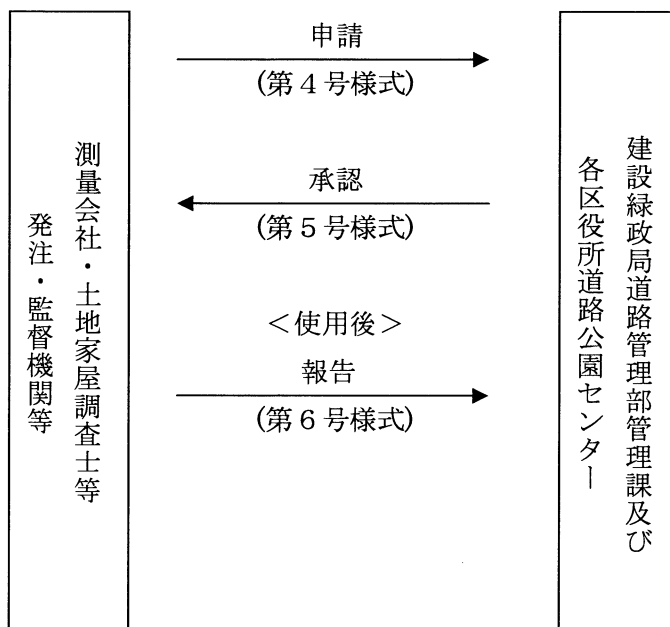 測量会社・土地家屋調査士等
発注・監督機関等
申請
(第4号様式)
承認
(第5号様式)
＜使用後＞
報告
(第6号様式)
建設緑政局道路管理部管理課及び
各区役所道路公園センター